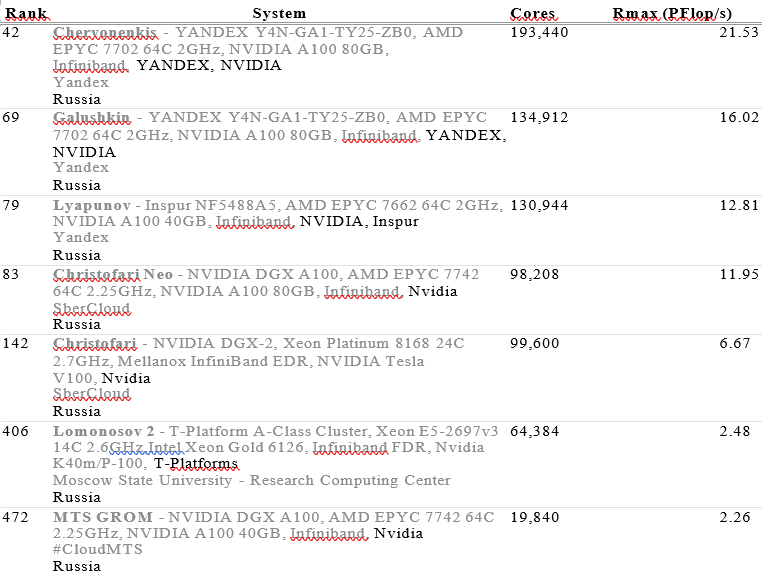 Rank System Cores Rmax (PFlop/s)
42 Chervonenkis - YANDEX Y4N-GA1-TY25-ZB0, AMD 193,440 21.53
EPYC 7702 64C 2GHz, NVIDIA A100 80GB,
Infiniband, YANDEX, NVIDIA
Yandex
Russia
69 Galushkin - YANDEX Y4N-GA1-TY25-ZB0, AMD EPYC 134,912 16.02
7702 64C 2GHz, NVIDIA A100 80GB, Infiniband, YANDEX,
NVIDIA
Yandex
Russia
79 Lyapunov - Inspur NF5488A5, AMD EPYC 7662 64C 2GHz, 130,944 12.81
NVIDIA A100 40GB, Infiniband, NVIDIA, Inspur
Yandex
Russia
83 Christofari Neo - NVIDIA DGX A100, AMD EPYC 7742 98,208 11.95
64C 2.25GHz, NVIDIA A100 80GB, Infiniband, Nvidia
SberCloud
Russia
142 Christofari - NVIDIA DGX-2, Xeon Platinum 8168 24C 99,600 6.67
2.7GHz, Mellanox InfiniBand EDR, NVIDIA Tesla
V100, Nvidia
SberCloud
Russia
406 Lomonosov 2 - T-Platform A-Class Cluster, Xeon E5-2697v3 64,384 2.48
14C 2.6GHz,Intel Xeon Gold 6126, Infiniband FDR, Nvidia
K40m/P-100, T-Platforms
Moscow State University - Research Computing Center
Russia
472 MTS GROM - NVIDIA DGX A100, AMD EPYC 7742 64C 19,840 2.26
2.25GHz, NVIDIA A100 40GB, Infiniband, Nvidia
#CloudMTS
Russia